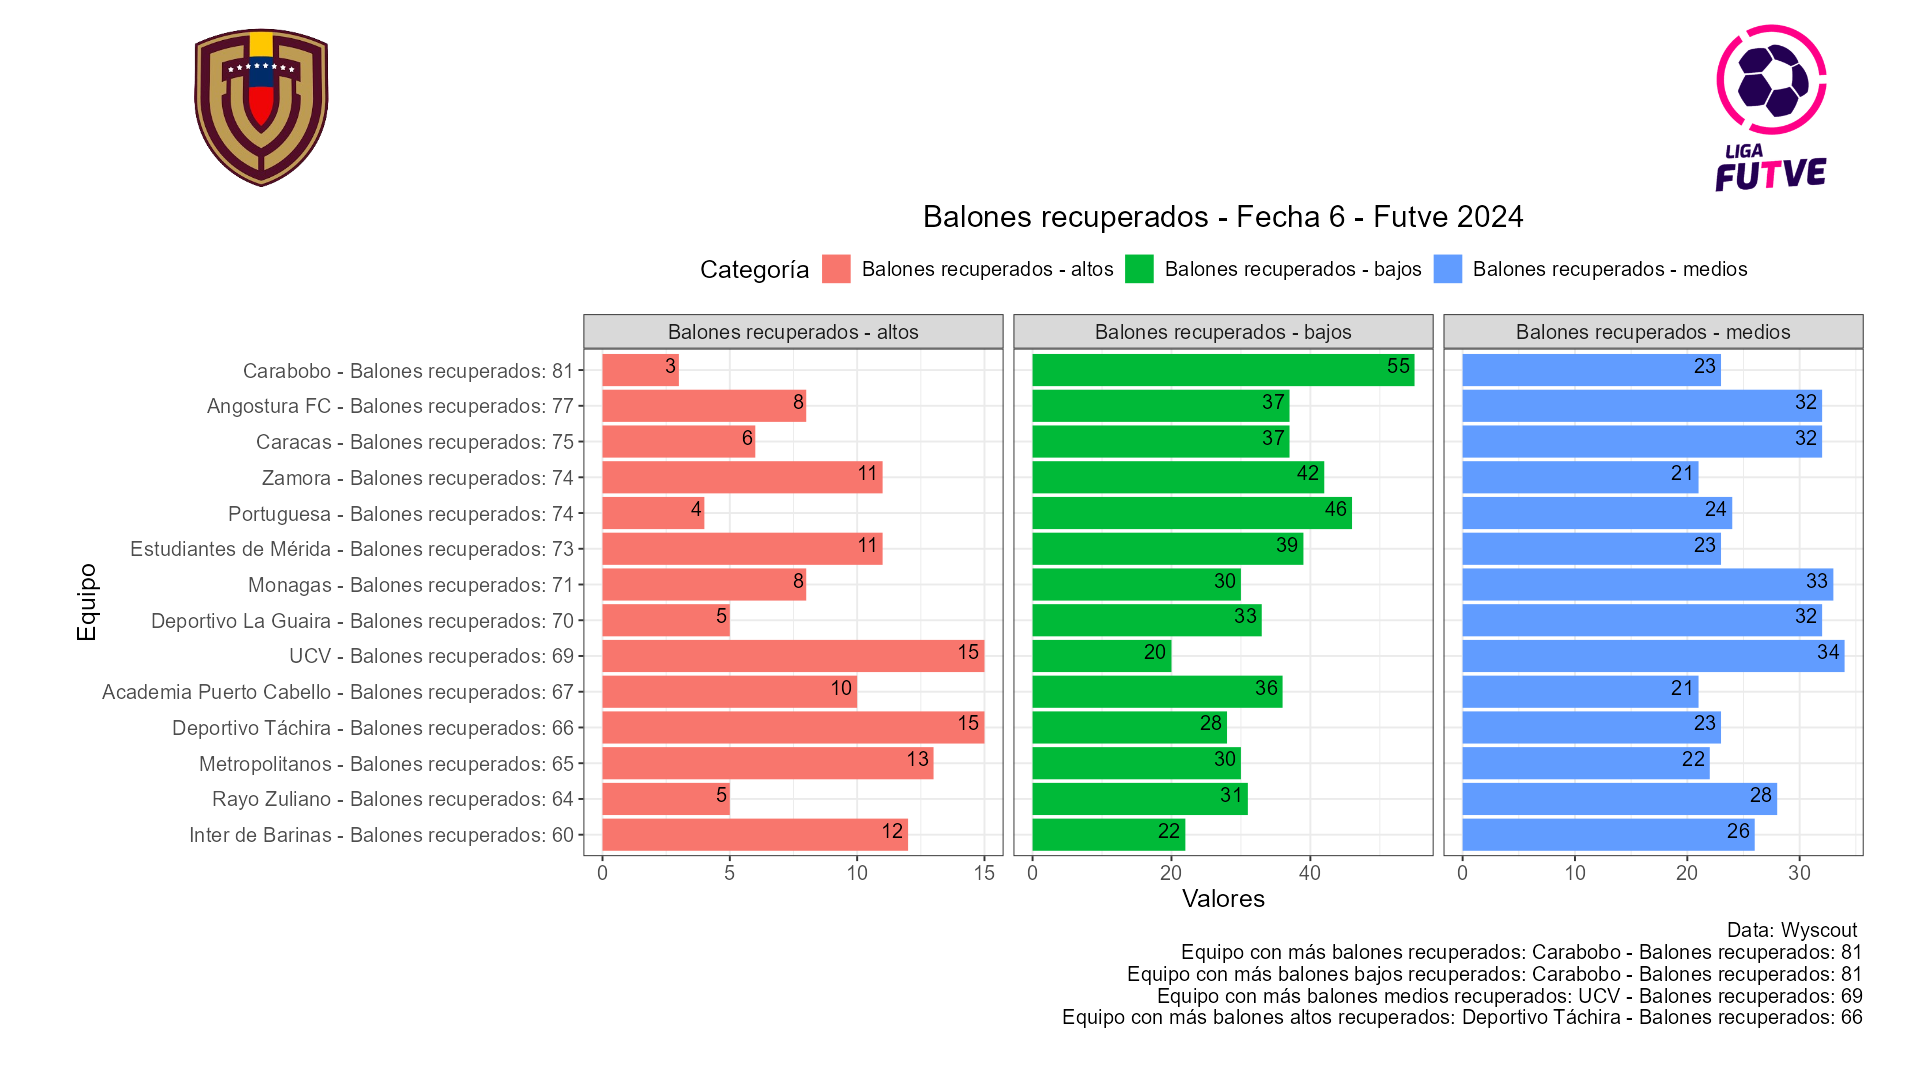 LIGA
FUTVE
Balones recuperados - Fecha 6 - Futve 2024
Categoría Balones recuperados - altos Balones recuperados - bajos Balones recuperados - medios
Balones recuperados - altos Balones recuperados - bajos Balones recuperados - medios
Equipo
Carabobo - Balones recuperados: 81 3 55 23
Angostura FC - Balones recuperados: 77 8 37 32
Caracas - Balones recuperados: 75 6 37 32
Zamora - Balones recuperados: 74 11 42 21
Portuguesa - Balones recuperados: 74 4 46 24
Estudiantes de Mérida - Balones recuperados: 73 11 39 23
Monagas - Balones recuperados: 71 8 30 33
Deportivo La Guaira - Balones recuperados: 70 5 33 32
UCV - Balones recuperados: 69 15 20 34
Academia Puerto Cabello - Balones recuperados: 67 10 36 21
Deportivo Táchira - Balones recuperados: 66 15 28 23
Metropolitanos - Balones recuperados: 65 13 30 22
Rayo Zuliano - Balones recuperados: 64 5 31 28
Inter de Barinas - Balones recuperados: 60 12 22 26
0 5 10 15 0 20 40 0 10 20 30
Valores
Data: Wyscout
Equipo con más balones recuperados: Carabobo - Balones recuperados: 81
Equipo con más balones bajos recuperados: Carabobo - Balones recuperados: 81
Equipo con más balones medios recuperados: UCV - Balones recuperados: 69
Equipo con más balones altos recuperados: Deportivo Táchira - Balones recuperados: 66